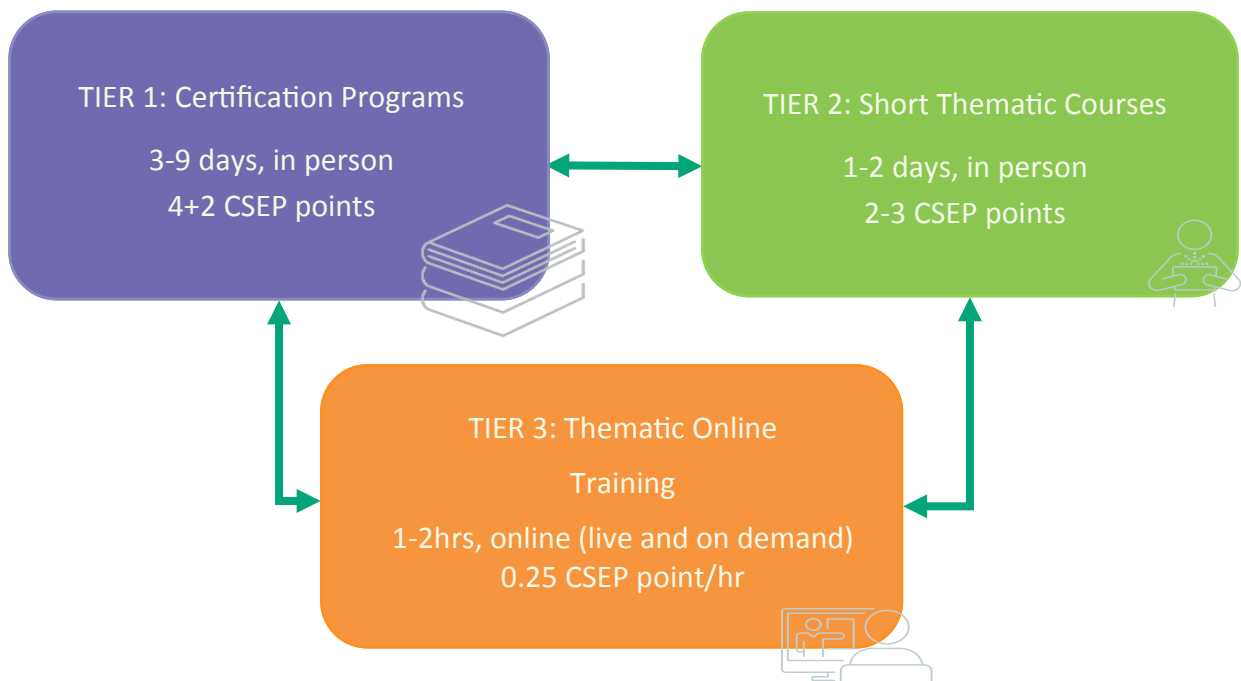 TIER 1: Certification Programs
3-9 days, in person
4+2 CSEP points
TIER 2: Short Thematic Courses
1-2 days, in person
2-3 CSEP points
TIER 3: Thematic Online
Training
1-2hrs, online (live and on demand)
0.25 CSEP point/hr